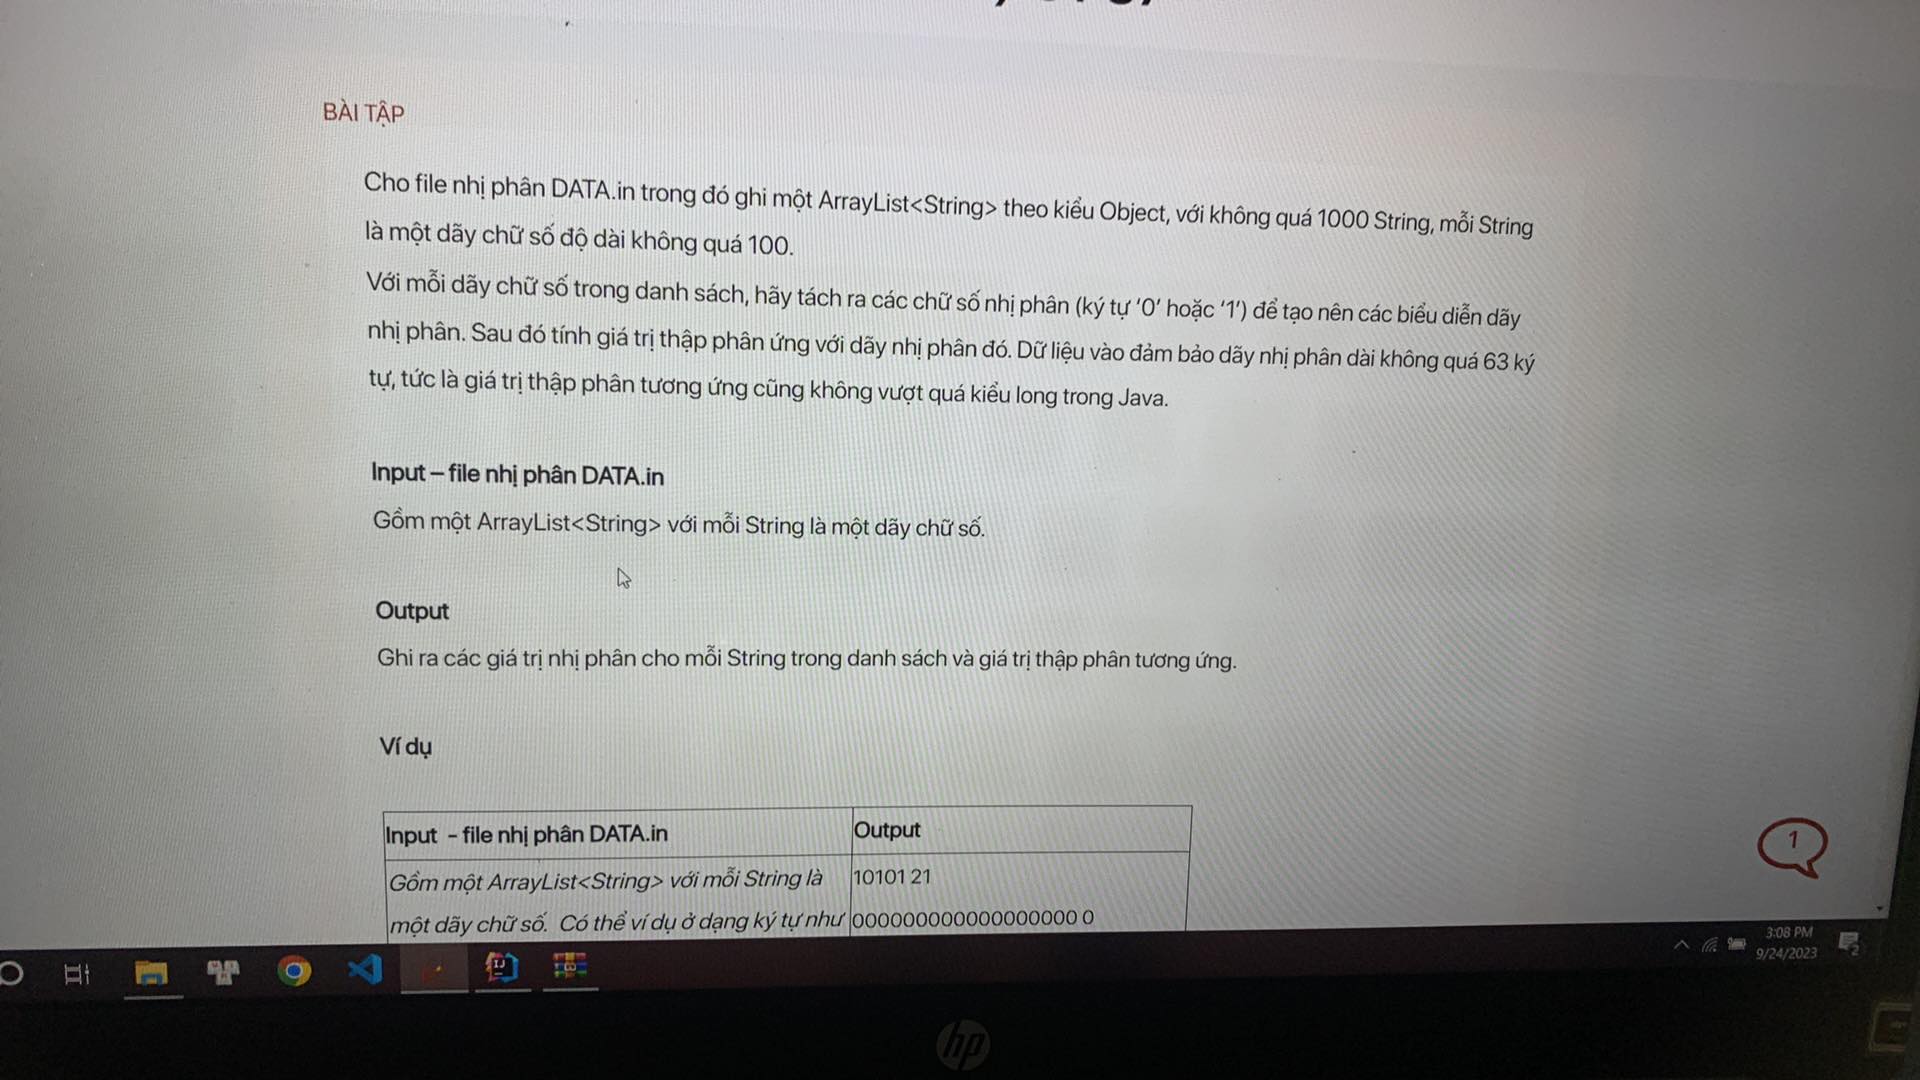 BÀI TẬP
Cho file nhị phân DATA.in trong đó ghi một ArrayList<String> theo kiểu Object, với không quá 1000 String, mỗi String
là một dãy chữ số độ dài không quá 100.
Với mỗi dãy chữ số trong danh sách, hãy tách ra các chữ số nhị phân (ký tự ‘0’ hoặc ‘1’) để tạo nên các biểu diễn dãy
nhị phân. Sau đó tính giá trị thập phân ứng với dãy nhị phân đó. Dữ liệu vào đảm bảo dãy nhị phân dài không quá 63 ký
tự, tức là giá trị thập phân tương ứng cũng không vượt quá kiểu long trong Java.
Input – file nhị phân DATA.in
Gồm một ArrayList<String> với mỗi String là một dãy chữ số.
Output
Ghi ra các giá trị nhị phân cho mỗi String trong danh sách và giá trị thập phân tương ứng.
Ví dụ
Input - file nhị phân DATA.in
Output
Gồm một ArrayList<String> với mỗi String là
10101 21
một dãy chữ số. Có thể ví dụ ở dạng ký tự như
0000000000000000000 0
1
3:08 PM
9/24/2023
2
IJ
hp